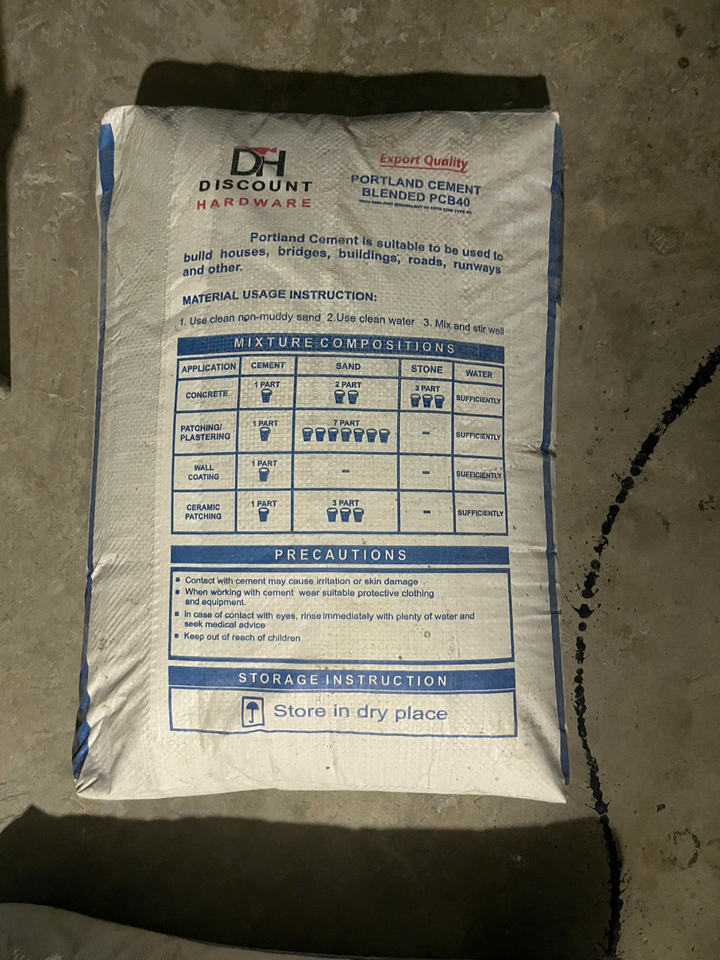 DH
DISCOUNT
HARDWARE
Export Quality
PORTLAND CEMENT
BLENDED PCB40
Portland Cement is suitable to be used to
build houses, bridges, buildings, roads, runways
and other.
MATERIAL USAGE INSTRUCTION:
1. Use clean non-muddy sand 2.Use clean water 3. Mix and stir well
MIXTURE COMPOSITIONS
APPLICATION CEMENT SAND STONE WATER
CONCRETE 1 PART 2 PART 3 PART SUFFICIENTLY
PATCHING/
PLASTERING 1 PART 7 PART - SUFFICIENTLY
WALL
COATING 1 PART - - SUFFICIENTLY
CERAMIC
PATCHING 1 PART 3 PART - SUFFICIENTLY
PRECAUTIONS
Contact with cement may cause irritation or skin damage
When working with cement wear suitable protective clothing
and equipment.
In case of contact with eyes, rinse immediately with plenty of water and
seek medical advice
Keep out of reach of children
STORAGE INSTRUCTION
Store in dry place